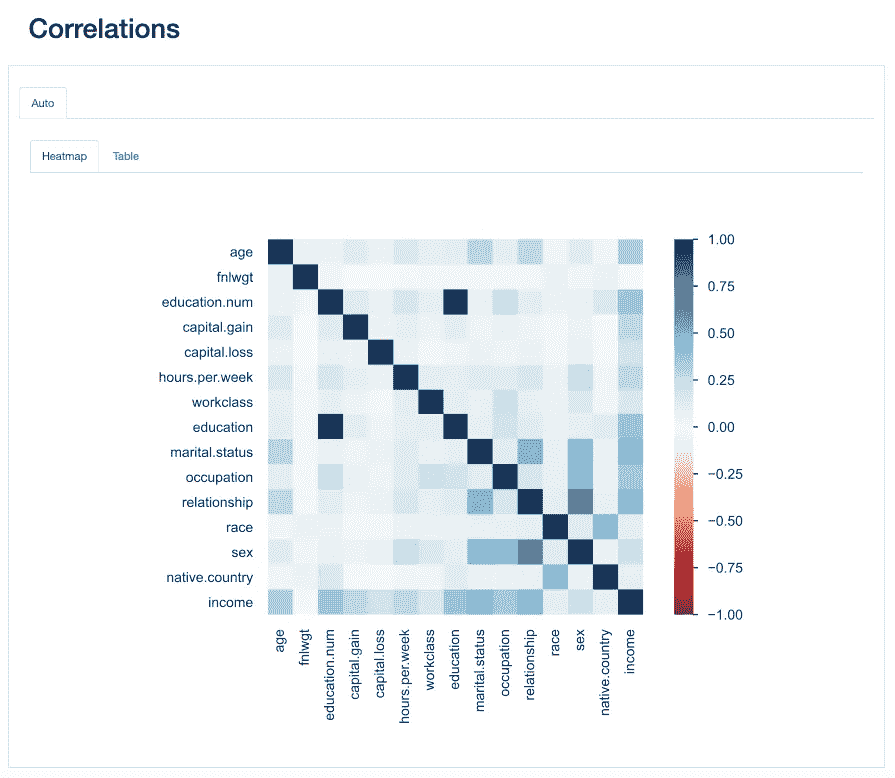 Correlations
Auto
Heatmap Table
age
fnlwgt
education.num
capital.gain
capital.loss
hours.per.week
workclass
education
marital.status
occupation
relationship
race
sex
native.country
income
1.00
0.75
0.50
0.25
0.00
−0.25
−0.50
−0.75
−1.00
age
fnlwgt
education.num
capital.gain
capital.loss
hours.per.week
workclass
education
marital.status
occupation
relationship
race
sex
native.country
income